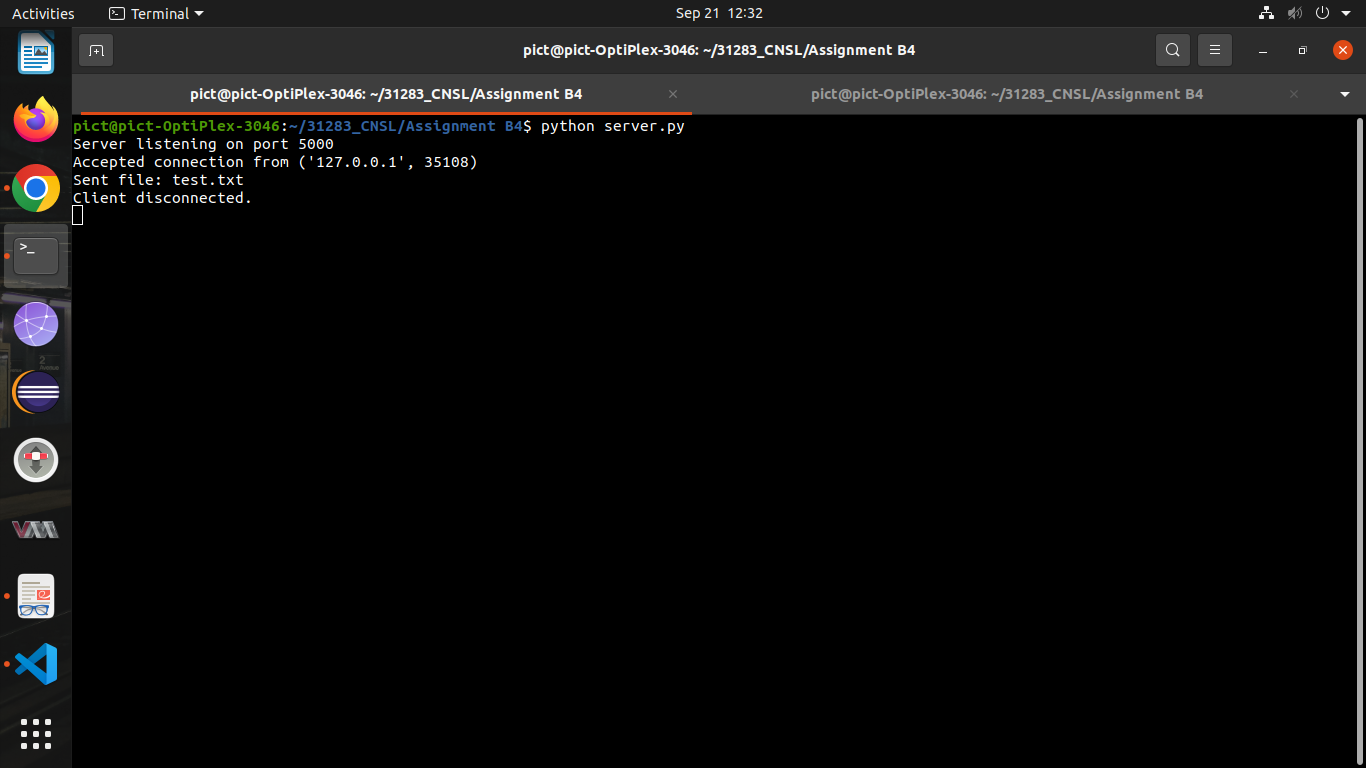 Activities Terminal Sep 21 12:32
pict@pict-OptiPlex-3046: ~/31283_CNSL/Assignment B4
pict@pict-OptiPlex-3046: ~/31283_CNSL/Assignment B4 × pict@pict-OptiPlex-3046: ~/31283_CNSL/Assignment B4 ×
pict@pict-OptiPlex-3046:~/31283_CNSL/Assignment B4$ python server.py
Server listening on port 5000
Accepted connection from ('127.0.0.1', 35108)
Sent file: test.txt
Client disconnected.